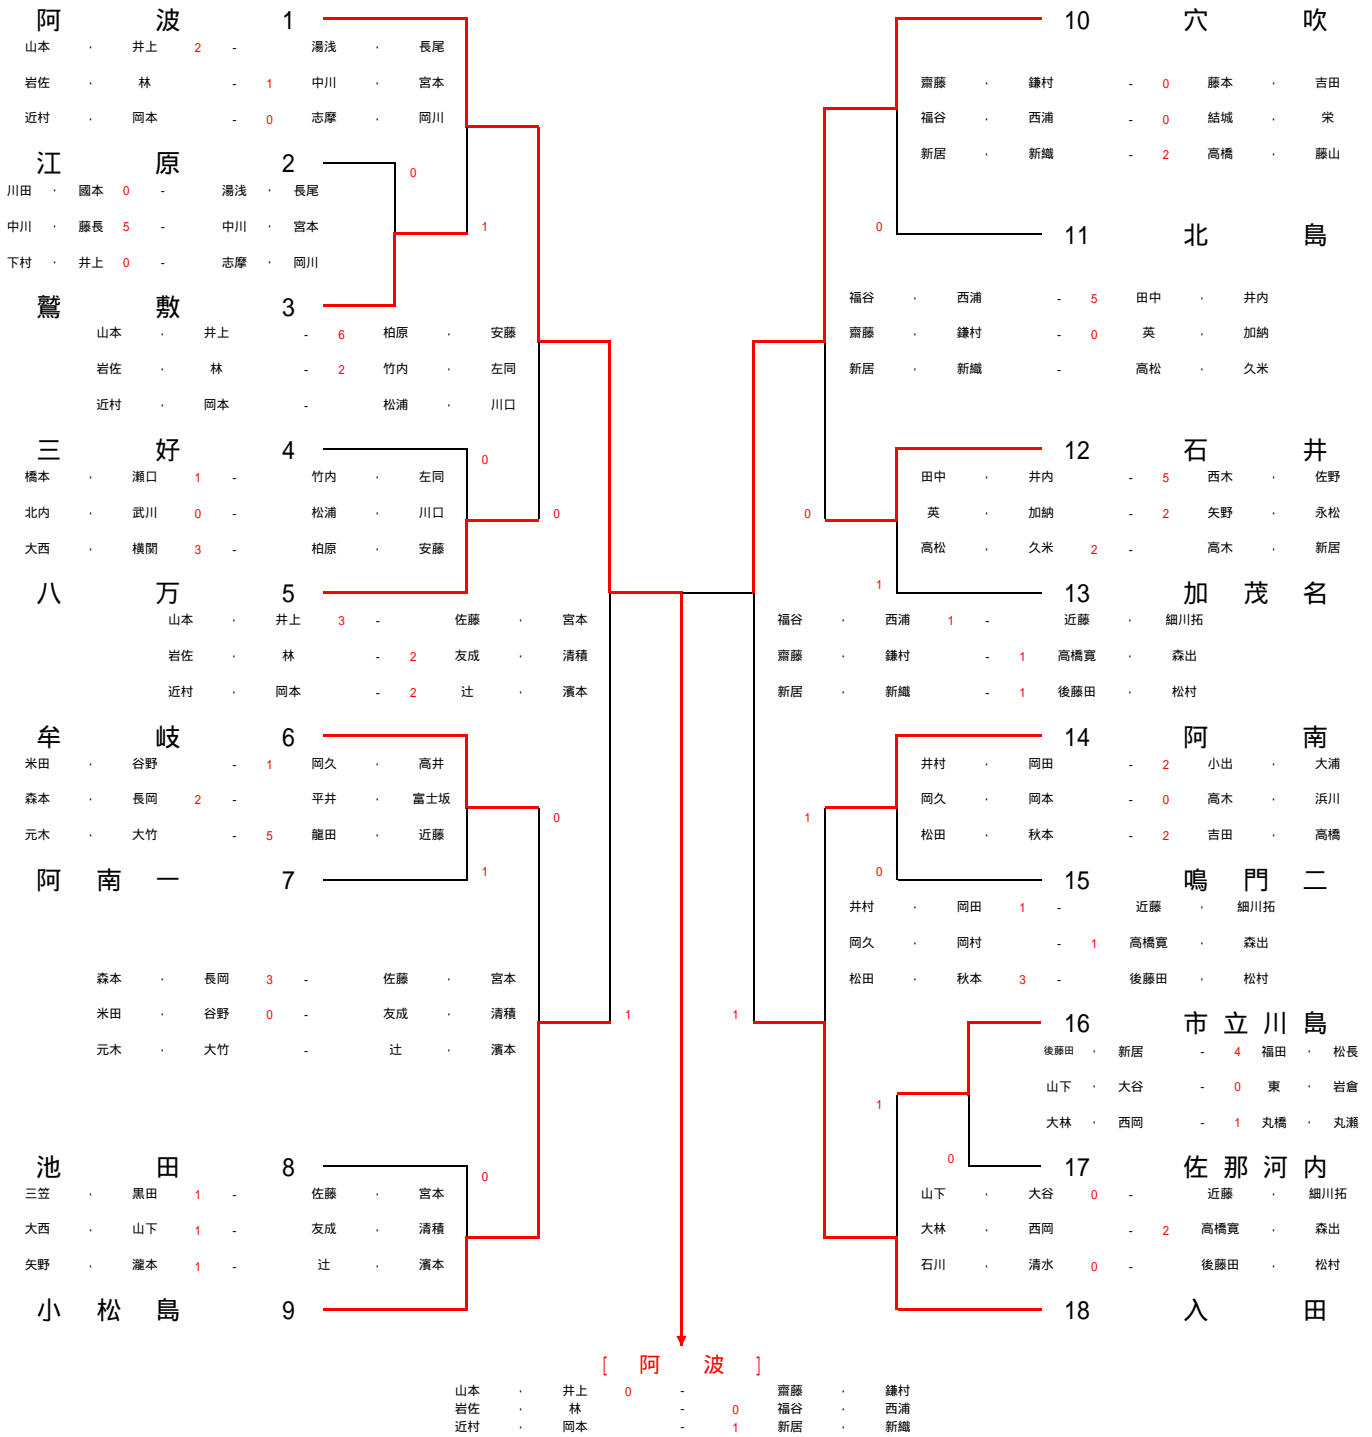 阿波 1
山本 ・ 井上 2 - 湯浅 ・ 長尾
岩佐 ・ 林 - 1 中川 ・ 宮本
近村 ・ 岡本 - 0 志摩 ・ 岡川
江原 2
0
川田 ・ 國本 0 - 湯浅 ・ 長尾
中川 ・ 藤長 5 - 中川 ・ 宮本
1
下村 ・ 井上 0 - 志摩 ・ 岡川
鷲敷 3
山本 ・ 井上 - 6 柏原 ・ 安藤
岩佐 ・ 林 - 2 竹内 ・ 左同
近村 ・ 岡本 - 松浦 ・ 川口
三好 4
0
橋本 ・ 瀬口 1 - 竹内 ・ 左同
北内 ・ 武川 0 - 松浦 ・ 川口
0
大西 ・ 横関 3 - 柏原 ・ 安藤
八万 5
山本 ・ 井上 3 - 佐藤 ・ 宮本
岩佐 ・ 林 - 2 友成 ・ 清積
近村 ・ 岡本 - 2 辻 ・ 濱本
牟岐 6
米田 ・ 谷野 - 1 岡久 ・ 高井
森本 ・ 長岡 2 - 平井 ・ 富士坂
0
元木 ・ 大竹 - 5 龍田 ・ 近藤
1
阿南一 7
森本 ・ 長岡 3 - 佐藤 ・ 宮本
米田 ・ 谷野 0 - 友成 ・ 清積
1
元木 ・ 大竹 - 辻 ・ 濱本
池田 8
0
三笠 ・ 黒田 1 - 佐藤 ・ 宮本
大西 ・ 山下 1 - 友成 ・ 清積
矢野 ・ 瀧本 1 - 辻 ・ 濱本
小松島 9
10 穴吹
齋藤 ・ 鎌村 - 0 藤本 ・ 吉田
福谷 ・ 西浦 - 0 結城 ・ 栄
新居 ・ 新織 - 2 高橋 ・ 藤山
0
11 北島
福谷 ・ 西浦 - 5 田中 ・ 井内
齋藤 ・ 鎌村 - 0 英 ・ 加納
新居 ・ 新織 - 高松 ・ 久米
12 石井
田中 ・ 井内 - 5 西木 ・ 佐野
英 ・ 加納 - 2 矢野 ・ 永松
0
高松 ・ 久米 2 - 高木 ・ 新居
1
13 加茂名
福谷 ・ 西浦 1 - 近藤 ・ 細川拓
齋藤 ・ 鎌村 - 1 高橋寛 ・ 森出
新居 ・ 新織 - 1 後藤田 ・ 松村
14 阿南
井村 ・ 岡田 - 2 小出 ・ 大浦
岡久 ・ 岡本 - 0 高木 ・ 浜川
1
松田 ・ 秋本 - 2 吉田 ・ 高橋
0
15 鳴門二
井村 ・ 岡田 1 - 近藤 ・ 細川拓
岡久 ・ 岡村 - 1 高橋寛 ・ 森出
松田 ・ 秋本 3 - 後藤田 ・ 松村
1
16 市立川島
後藤田 ・ 新居 - 4 福田 ・ 松長
山下 ・ 大谷 - 0 東 ・ 岩倉
1
大林 ・ 西岡 - 1 丸橋 ・ 丸瀬
0
17 佐那河内
山下 ・ 大谷 0 - 近藤 ・ 細川拓
大林 ・ 西岡 - 2 高橋寛 ・ 森出
石川 ・ 清水 0 - 後藤田 ・ 松村
18 入田
[ 阿波 ]
山本 ・ 井上 0 - 齋藤 ・ 鎌村
岩佐 ・ 林 - 0 福谷 ・ 西浦
近村 ・ 岡本 - 1 新居 ・ 新織